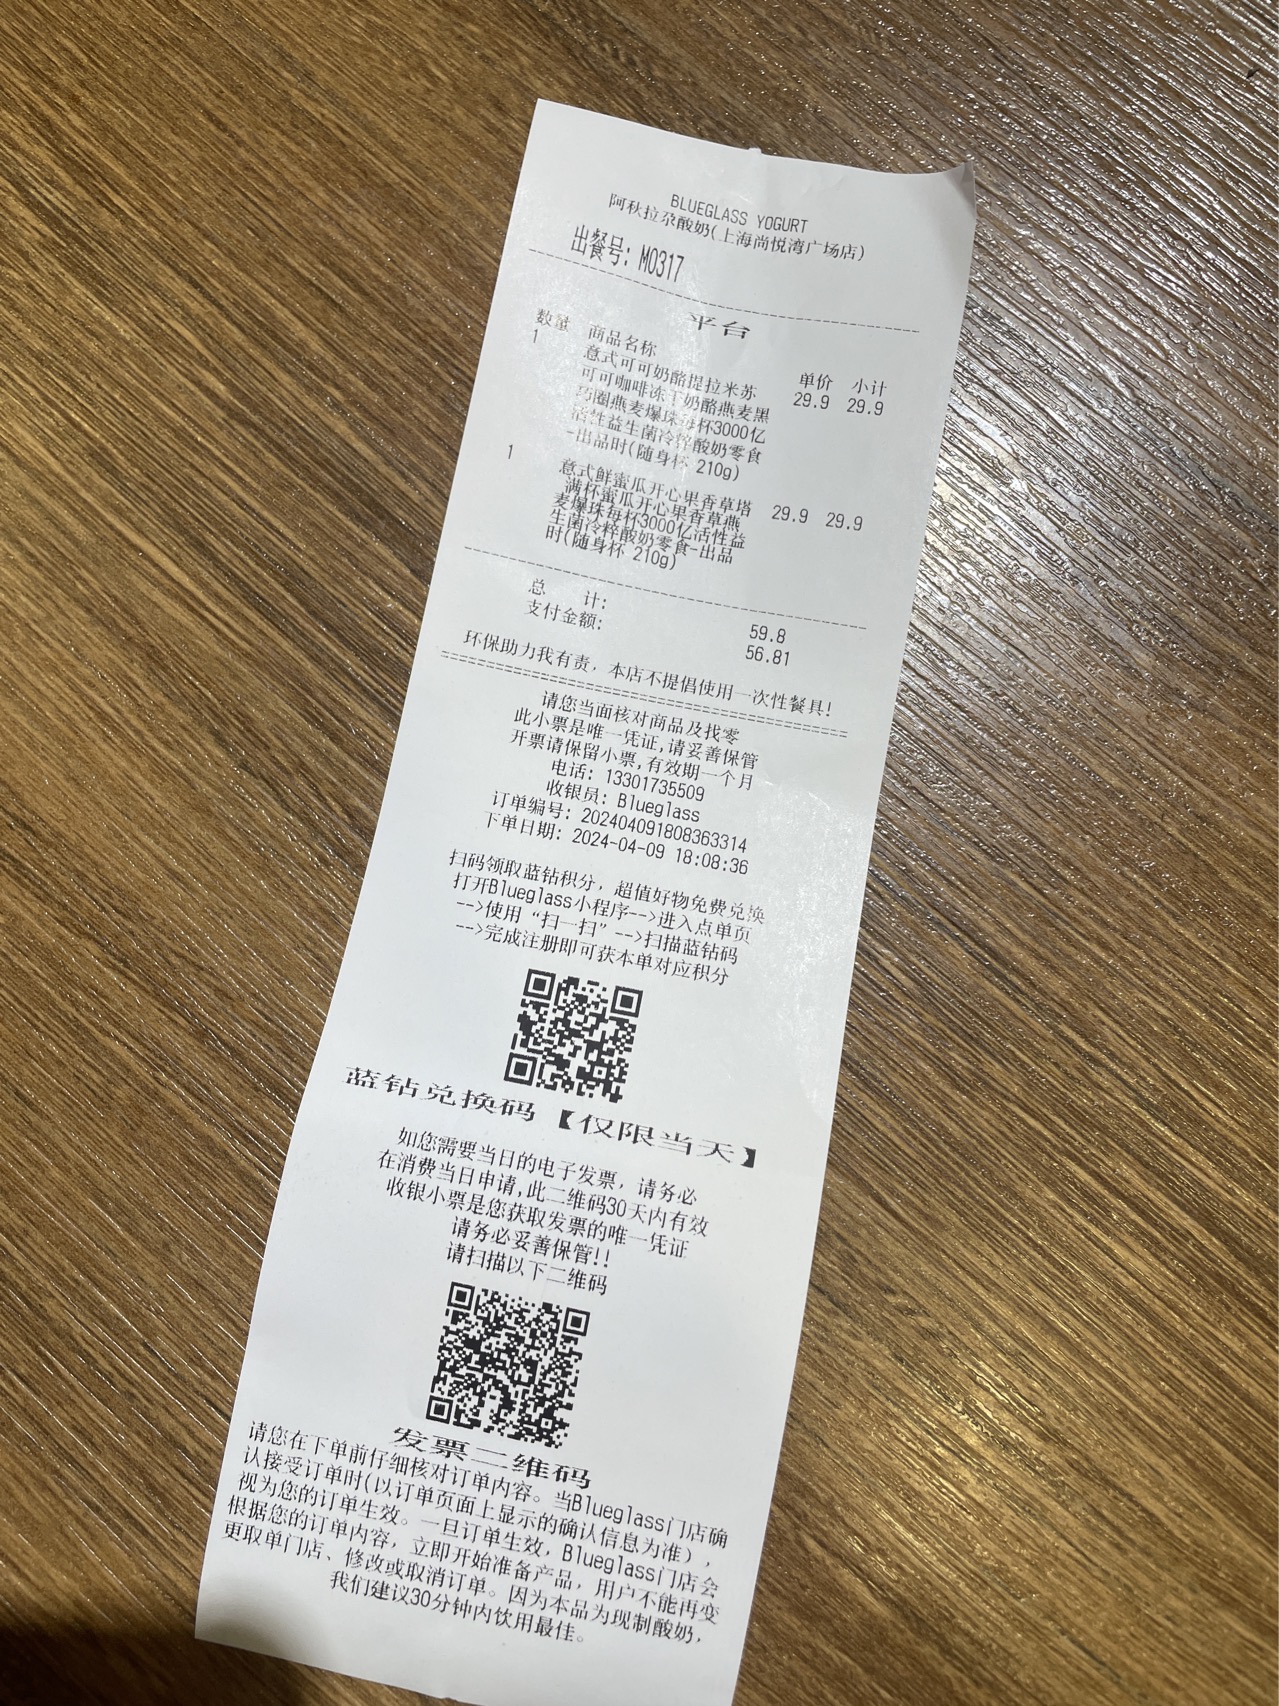 BLUEGLASS YOGURT
阿秋拉尕酸奶(上海尚悦湾广场店)
出餐号: M0317
平台
数量 商品名称 单价 小计
1 意式可可奶酪提拉米苏 29.9 29.9
可可咖啡冻干奶酪燕麦黑
巧圈燕麦爆珠每杯3000亿
活性益生菌冷粹酸奶零食
-出品时(随身杯 210g)
1 意式鲜蜜瓜开心果香草塔 29.9 29.9
满杯蜜瓜开心果香草燕
麦爆珠每杯3000亿活性益
生菌冷粹酸奶零食-出品
时(随身杯 210g)
总 计: 59.8
支付金额: 56.81
环保助力我有责，本店不提倡使用一次性餐具!
请您当面核对商品及找零
此小票是唯一凭证,请妥善保管
开票请保留小票,有效期一个月
电话: 13301735509
收银员: Blueglass
订单编号: 202404091808363314
下单日期: 2024-04-09 18:08:36
扫码领取蓝钻积分，超值好物免费兑换
打开Blueglass小程序-->进入点单页
-->使用“扫一扫”-->扫描蓝钻码
-->完成注册即可获本单对应积分
蓝钻兑换码【仅限当天】
如您需要当日的电子发票，请务必
在消费当日申请,此二维码30天内有效
收银小票是您获取发票的唯一凭证
请务必妥善保管!!
请扫描以下二维码
发票二维码
请您在下单前仔细核对订单内容。当Blueglass门店确
认接受订单时(以订单页面上显示的确认信息为准)，
视为您的订单生效。一旦订单生效，Blueglass门店会
根据您的订单内容，立即开始准备产品，用户不能再变
更取单门店、修改或取消订单。因为本品为现制酸奶，
我们建议30分钟内饮用最佳。